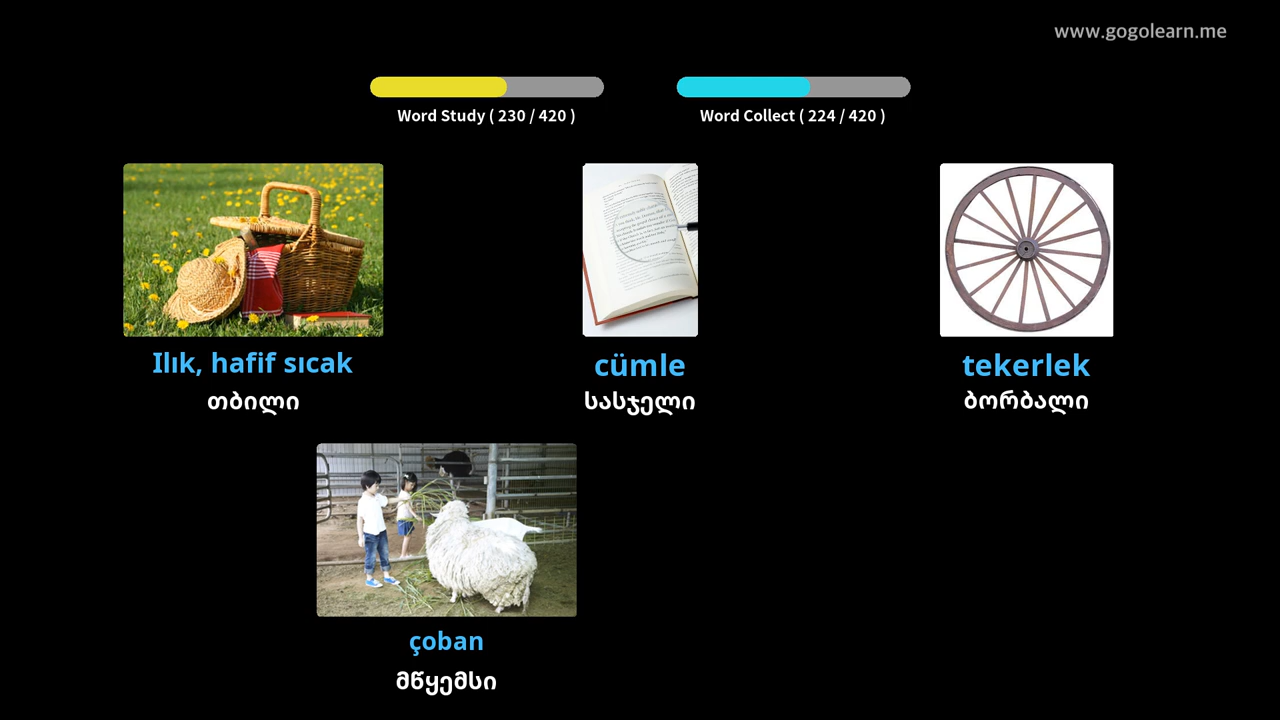 www.gogolearn.me
Word Study ( 230 / 420 )
Word Collect ( 224 / 420 )
Ilık, hafif sıcak
თბილი
cümle
სასჯელი
tekerlek
ბორბალი
çoban
მწყემსი